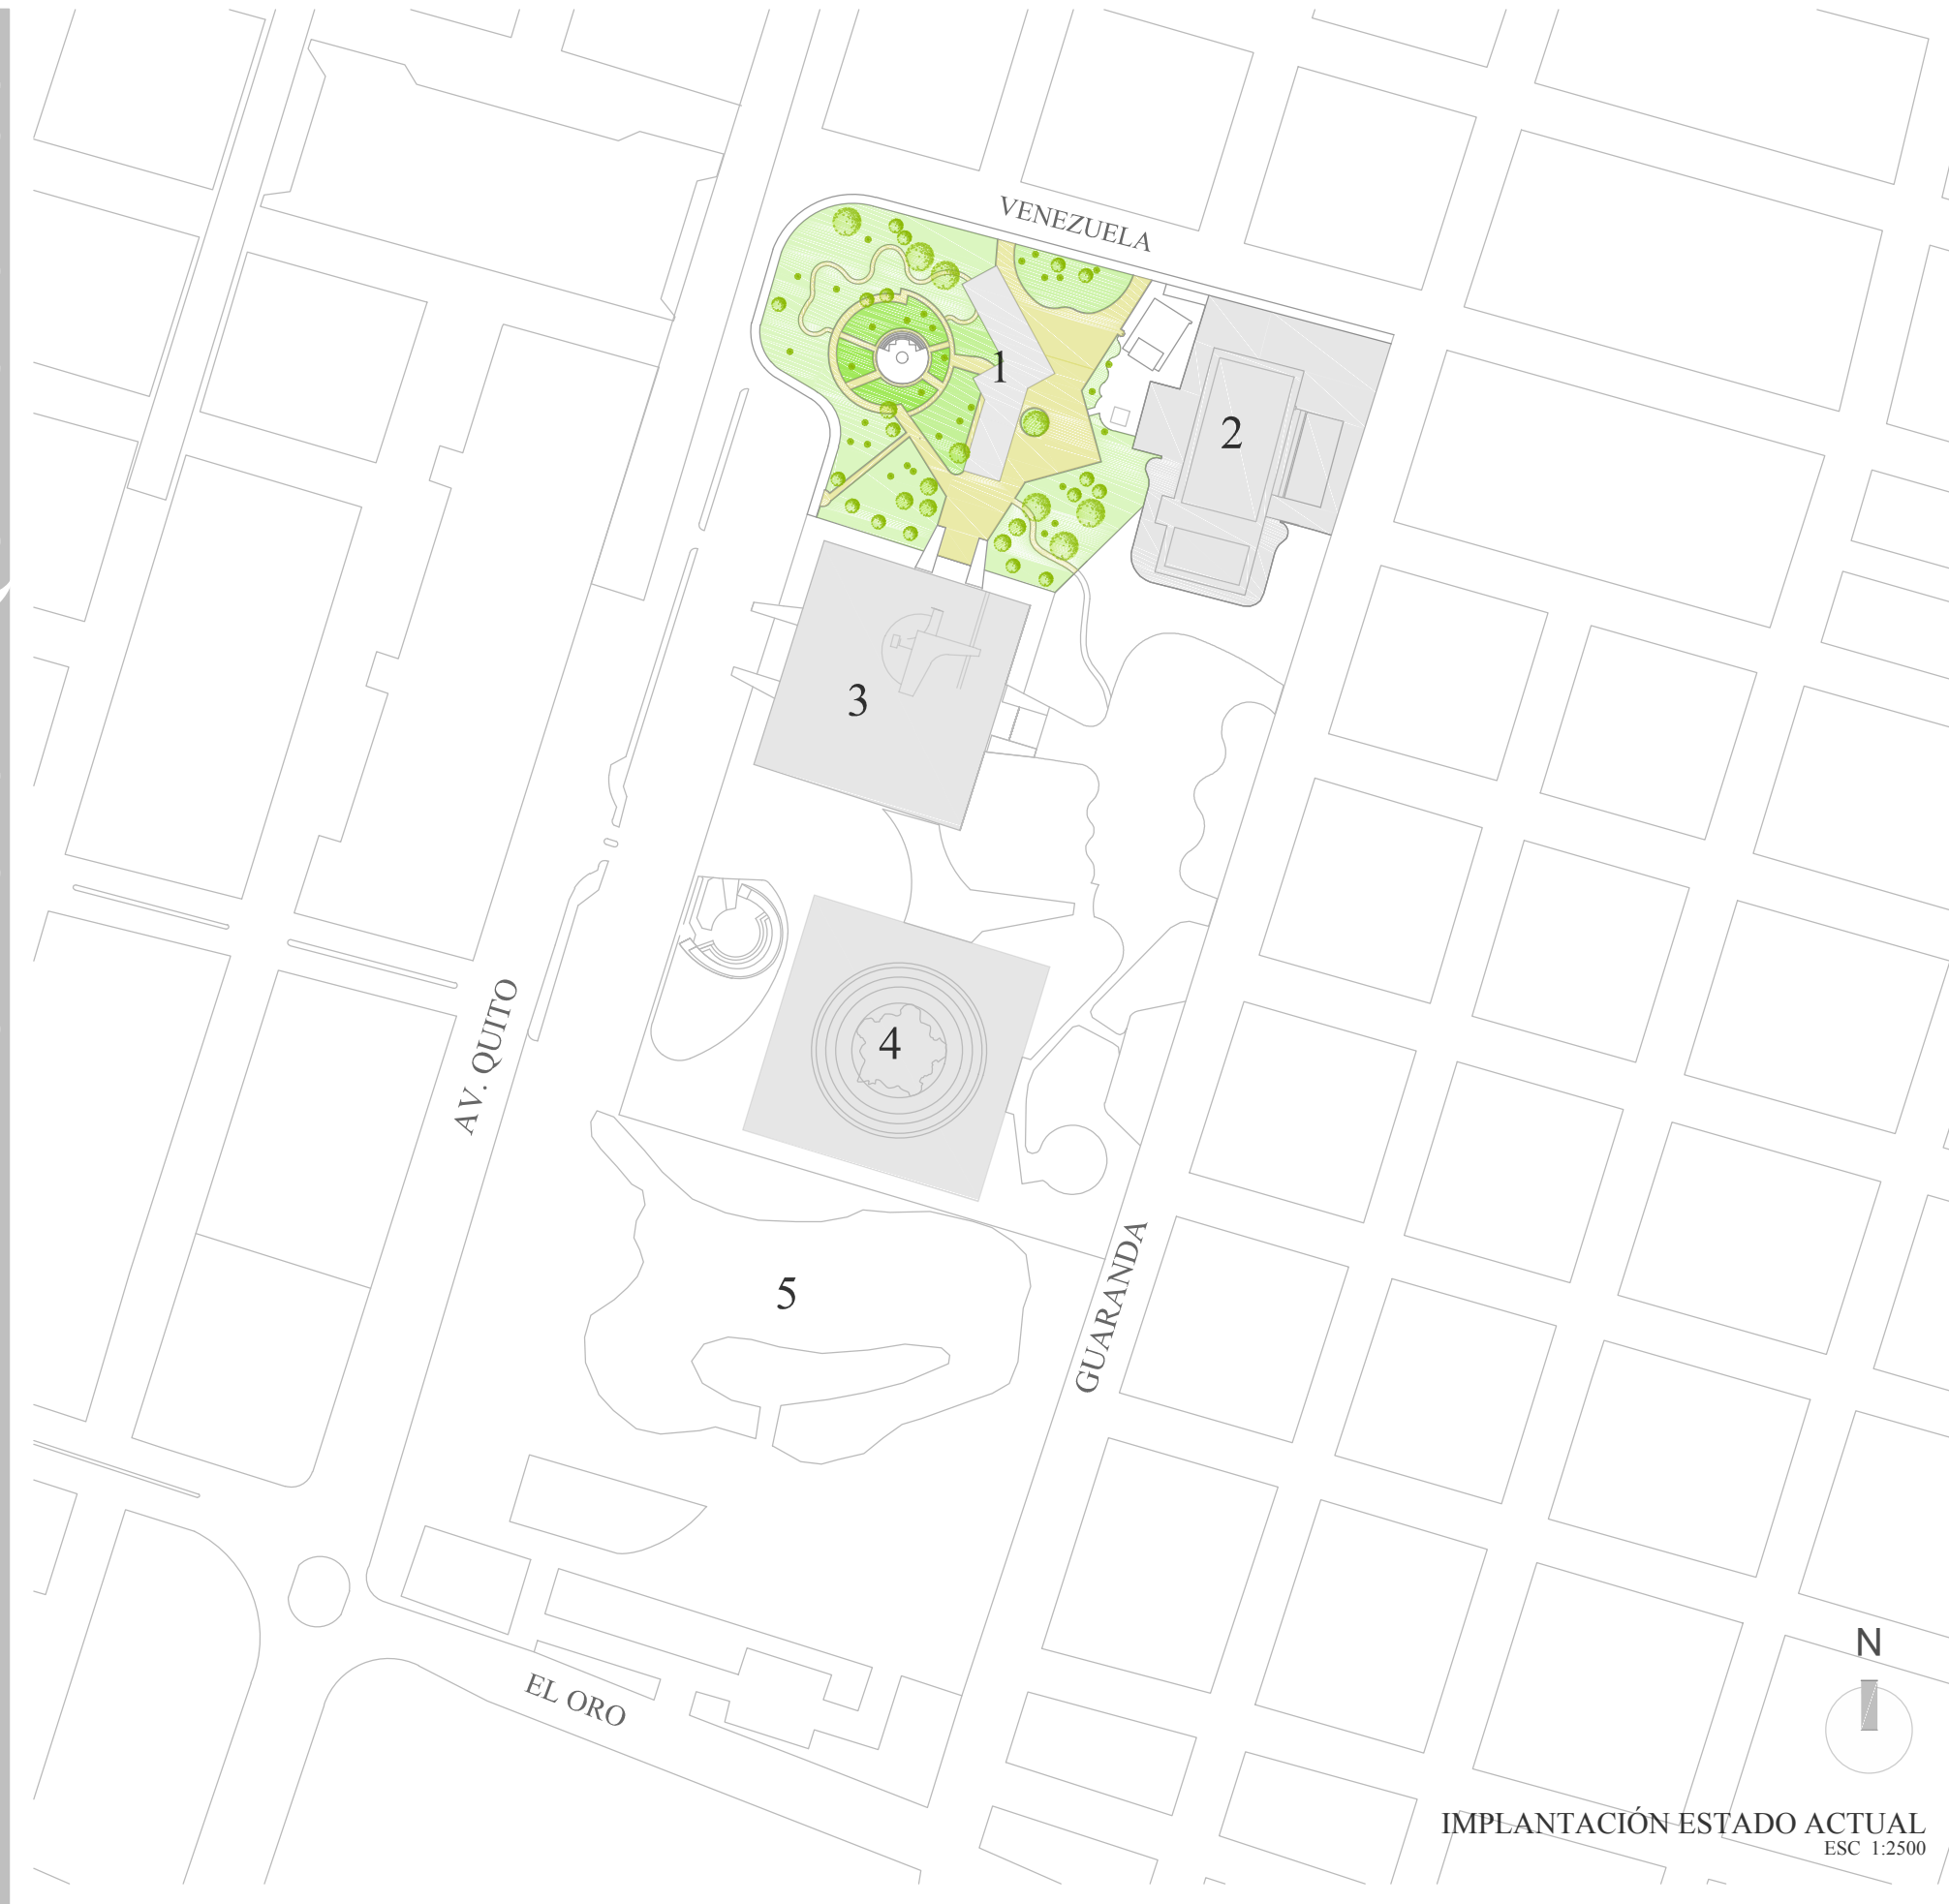 VENEZUELA
1
2
3
4
AV. QUITO
5
GUARANDA
EL ORO
N
IMPLANTACIÓN ESTADO ACTUAL
ESC 1:2500